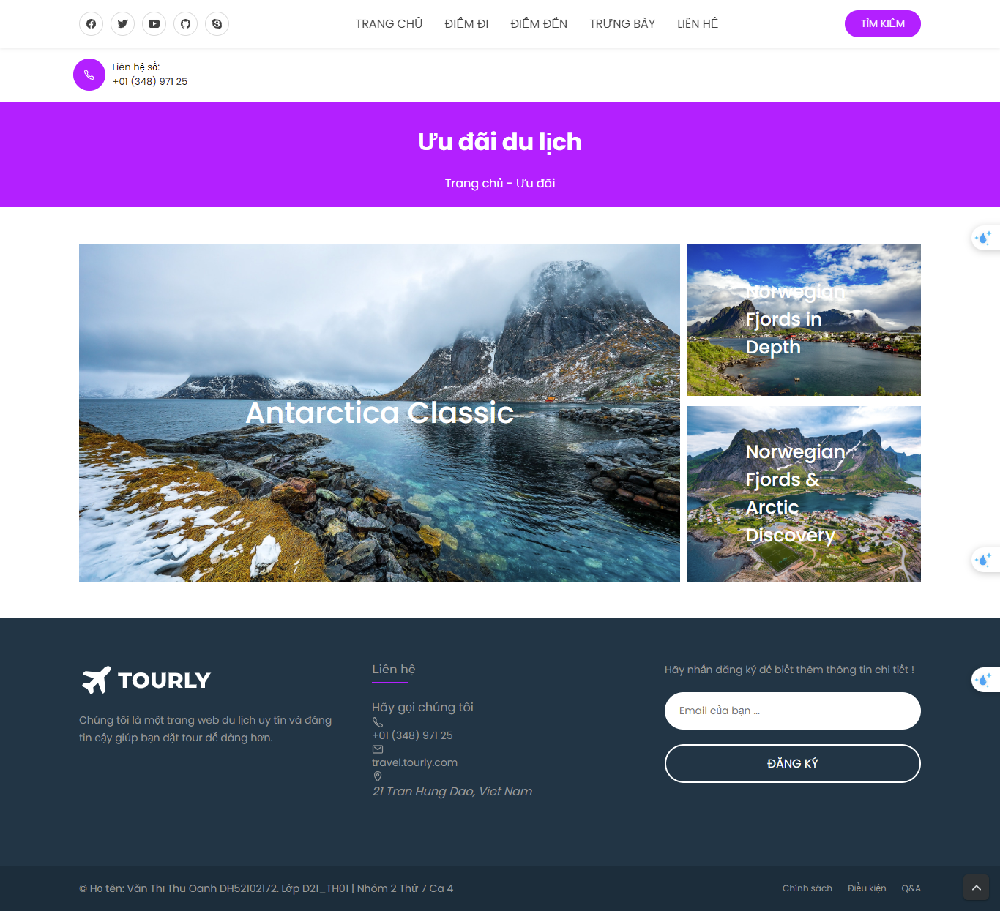 TRANG CHỦ ĐIỂM ĐI ĐIỂM ĐẾN TRƯNG BÀY LIÊN HỆ
TÌM KIẾM
Liên hệ số:
+01 (348) 971 25
Ưu đãi du lịch
Trang chủ - Ưu đãi
Antarctica Classic
Norwegian
Fjords in
Depth
Norwegian
Fjords &
Arctic
Discovery
TOURLY
Chúng tôi là một trang web du lịch uy tín và đáng
tin cậy giúp bạn đặt tour dễ dàng hơn.
Liên hệ
Hãy gọi chúng tôi
+01 (348) 971 25
travel.tourly.com
21 Tran Hung Dao, Viet Nam
Hãy nhấn đăng ký để biết thêm thông tin chi tiết !
Email của bạn ...
ĐĂNG KÝ
© Họ tên: Văn Thị Thu Oanh DH52102172. Lớp D21_TH01 | Nhóm 2 Thứ 7 Ca 4
Chính sách Điều kiện Q&A